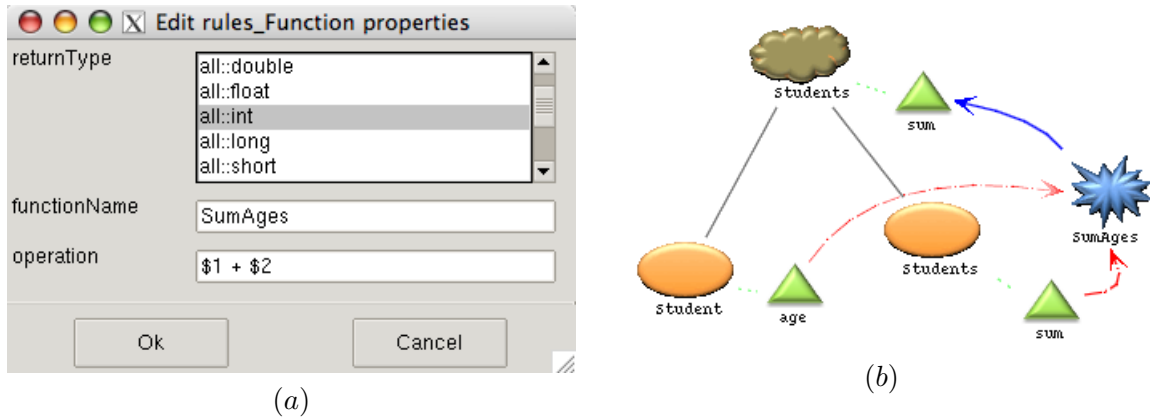 X Edit rules_Function properties
returnType
all::double
all::float
all::int
all::long
all::short
functionName
SumAges
operation
$1 + $2
Ok
Cancel
(a)
Students
sum
SumAges
Students
Student
age
sum
(b)